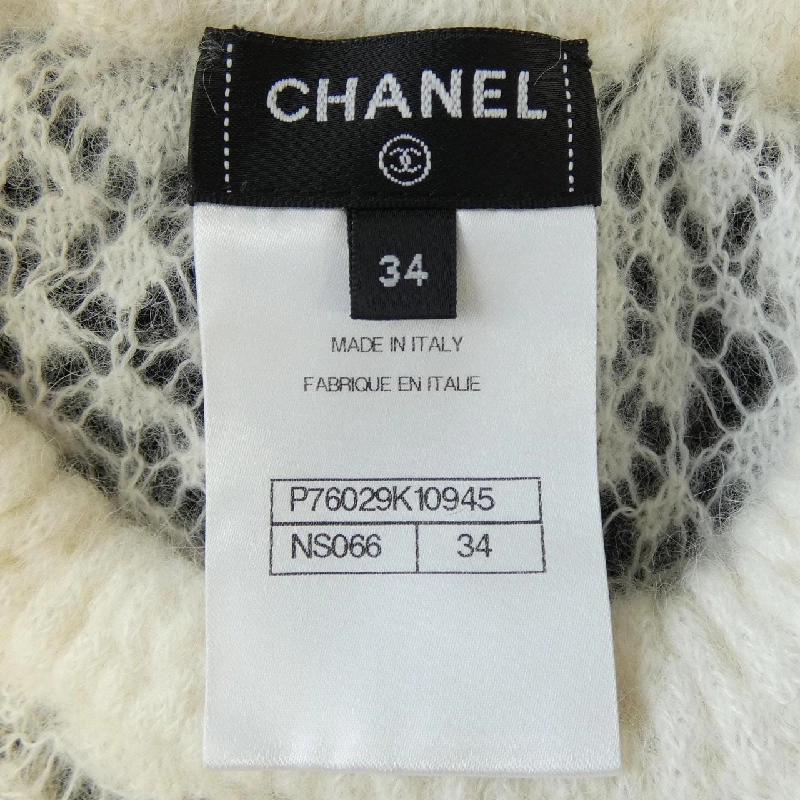 CHANEL
34
MADE IN ITALY
FABRIQUE EN ITALIE
P76029K10945
NS066 34